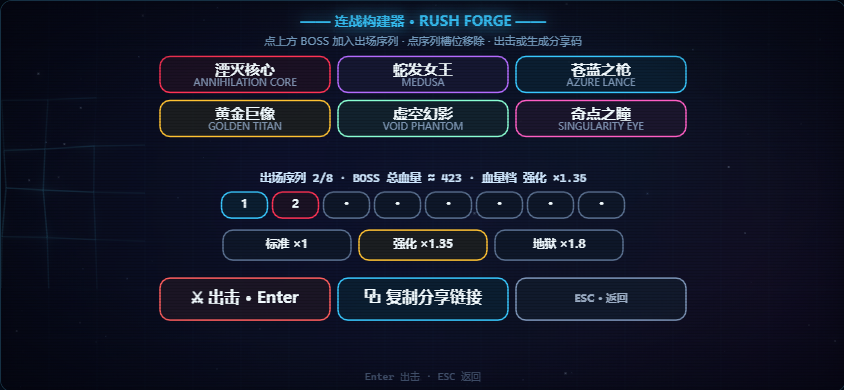 连战构建器 • RUSH FORGE
点上方 BOSS 加入出场序列 · 点序列槽位移除 · 出击或生成分享码
湮灭核心
ANNIHILATION CORE
蛇发女王
MEDUSA
苍蓝之枪
AZURE LANCE
黄金巨像
GOLDEN TITAN
虚空幻影
VOID PHANTOM
奇点之瞳
SINGULARITY EYE
出场序列 2/8 · BOSS 总血量 ≈ 423 · 血量档 强化 ×1.35
1 2 · · · · · ·
标准 ×1 强化 ×1.35 地狱 ×1.8
⚔ 出击 • Enter
⧉ 复制分享链接
ESC • 返回
Enter 出击 · ESC 返回